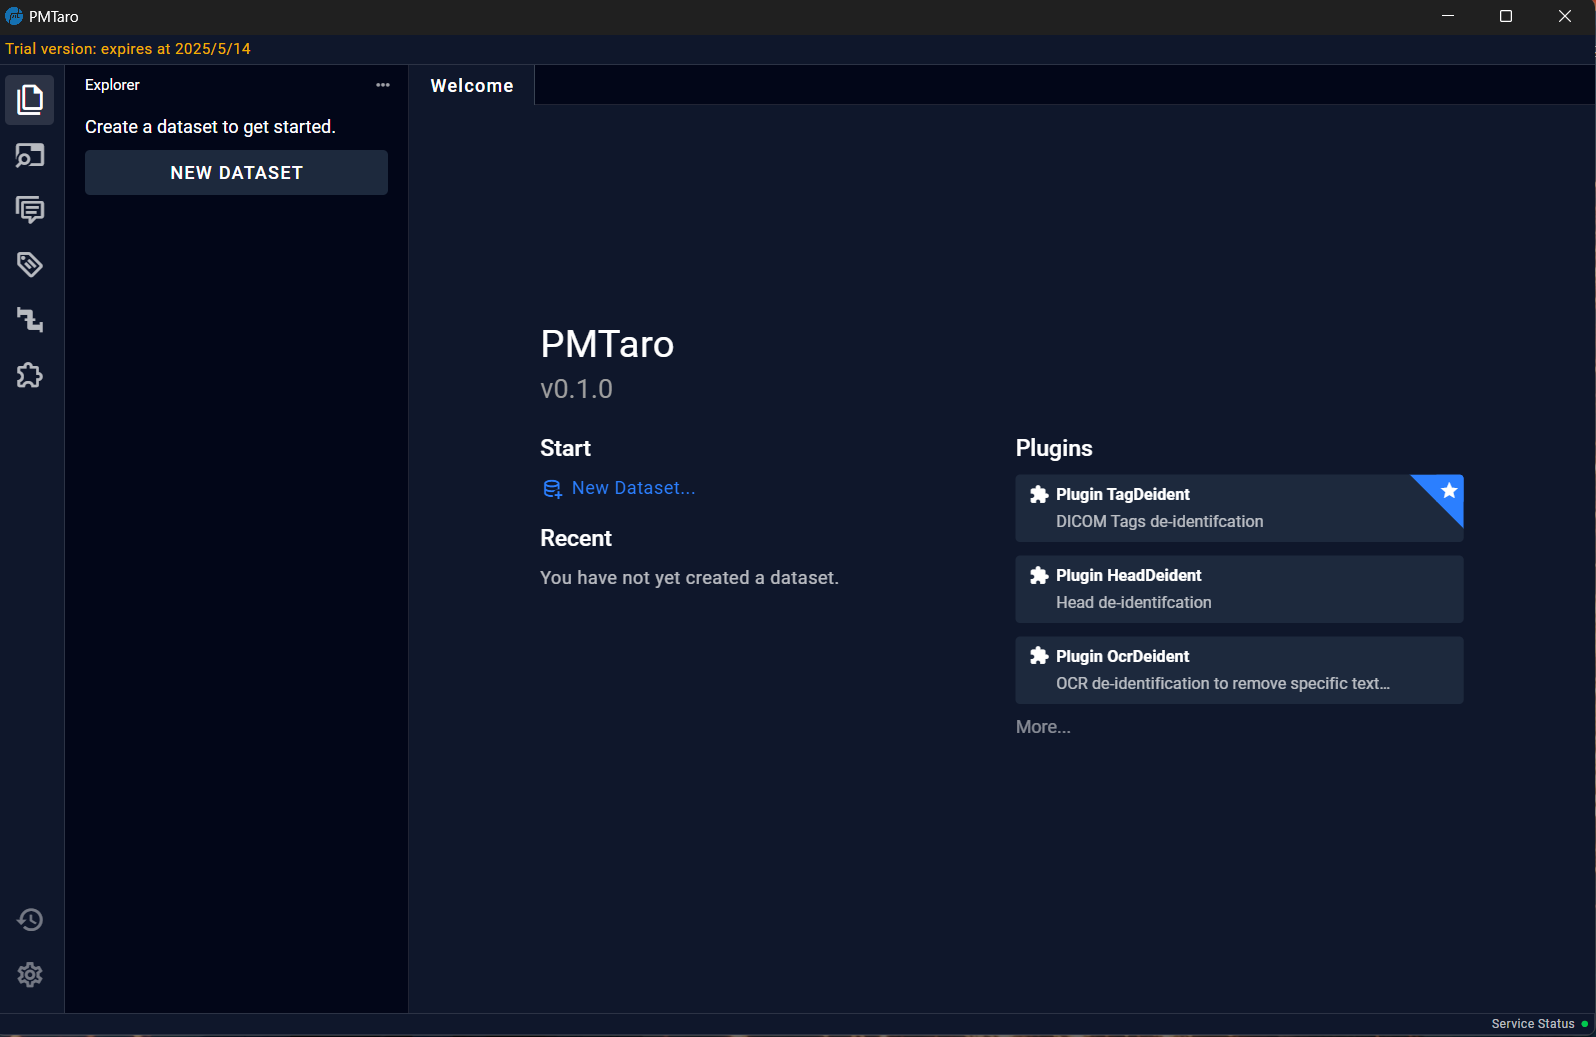 PMTaro
Trial version: expires at 2025/5/14
Explorer
Create a dataset to get started.
NEW DATASET
Welcome
PMTaro
v0.1.0
Start
New Dataset...
Recent
You have not yet created a dataset.
Plugins
Plugin TagDeident
DICOM Tags de-identifcation
Plugin HeadDeident
Head de-identifcation
Plugin OcrDeident
OCR de-identification to remove specific text...
More...
Service Status